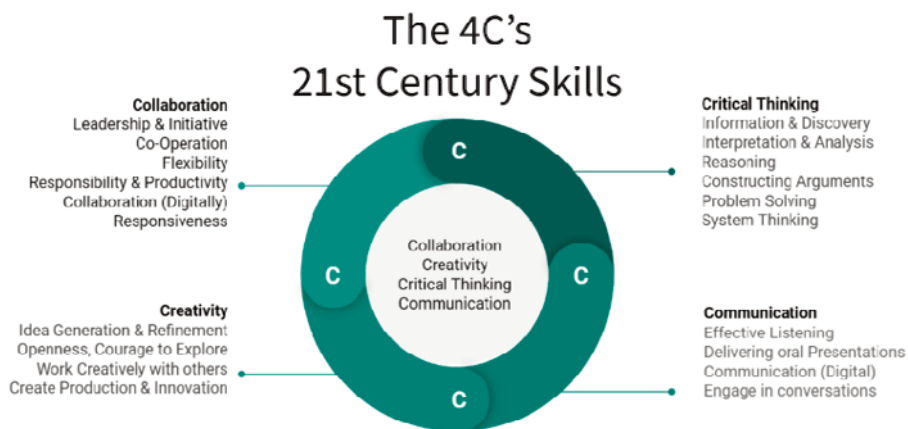 The 4C's
21st Century Skills
Collaboration
Leadership & Initiative
Co-Operation
Flexibility
Responsibility & Productivity
Collaboration (Digitally)
Responsiveness
Critical Thinking
Information & Discovery
Interpretation & Analysis
Reasoning
Constructing Arguments
Problem Solving
System Thinking
C
C
C
C
Collaboration
Creativity
Critical Thinking
Communication
Creativity
Idea Generation & Refinement
Openness, Courage to Explore
Work Creatively with others
Create Production & Innovation
Communication
Effective Listening
Delivering oral Presentations
Communication (Digital)
Engage in conversations